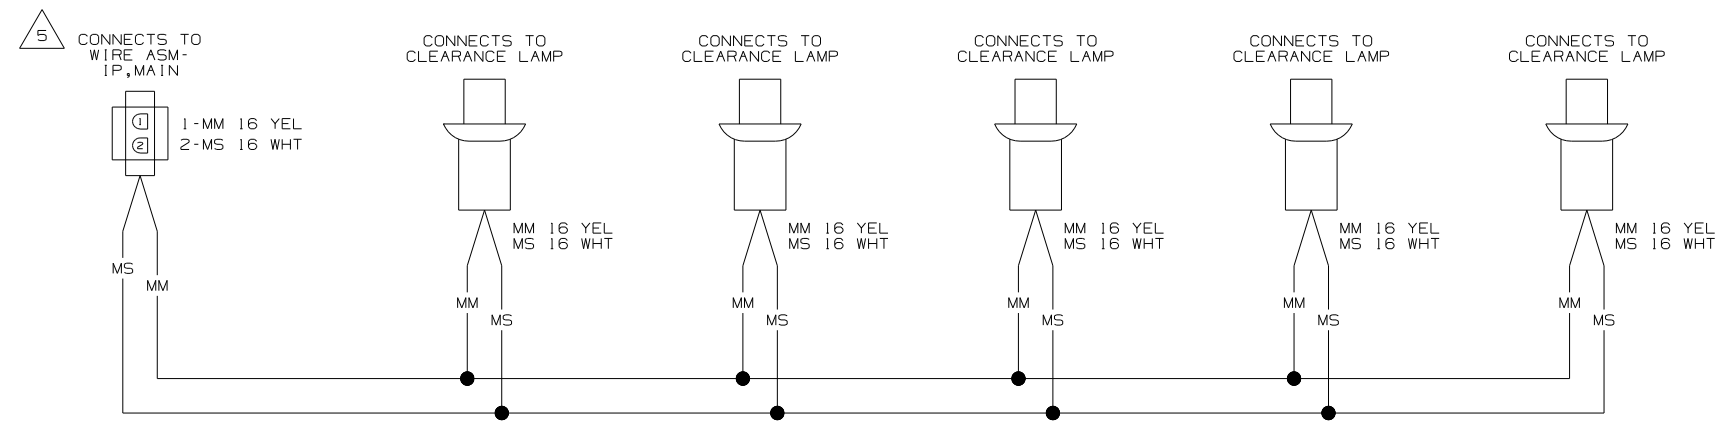 5
CONNECTS TO
WIRE ASM-
IP,MAIN
1
2
1-MM 16 YEL
2-MS 16 WHT
MS
MM
CONNECTS TO
CLEARANCE LAMP
MM 16 YEL
MS 16 WHT
MM
MS
CONNECTS TO
CLEARANCE LAMP
MM 16 YEL
MS 16 WHT
MM
MS
CONNECTS TO
CLEARANCE LAMP
MM 16 YEL
MS 16 WHT
MM
MS
CONNECTS TO
CLEARANCE LAMP
MM 16 YEL
MS 16 WHT
MM
MS
CONNECTS TO
CLEARANCE LAMP
MM 16 YEL
MS 16 WHT
MM
MS